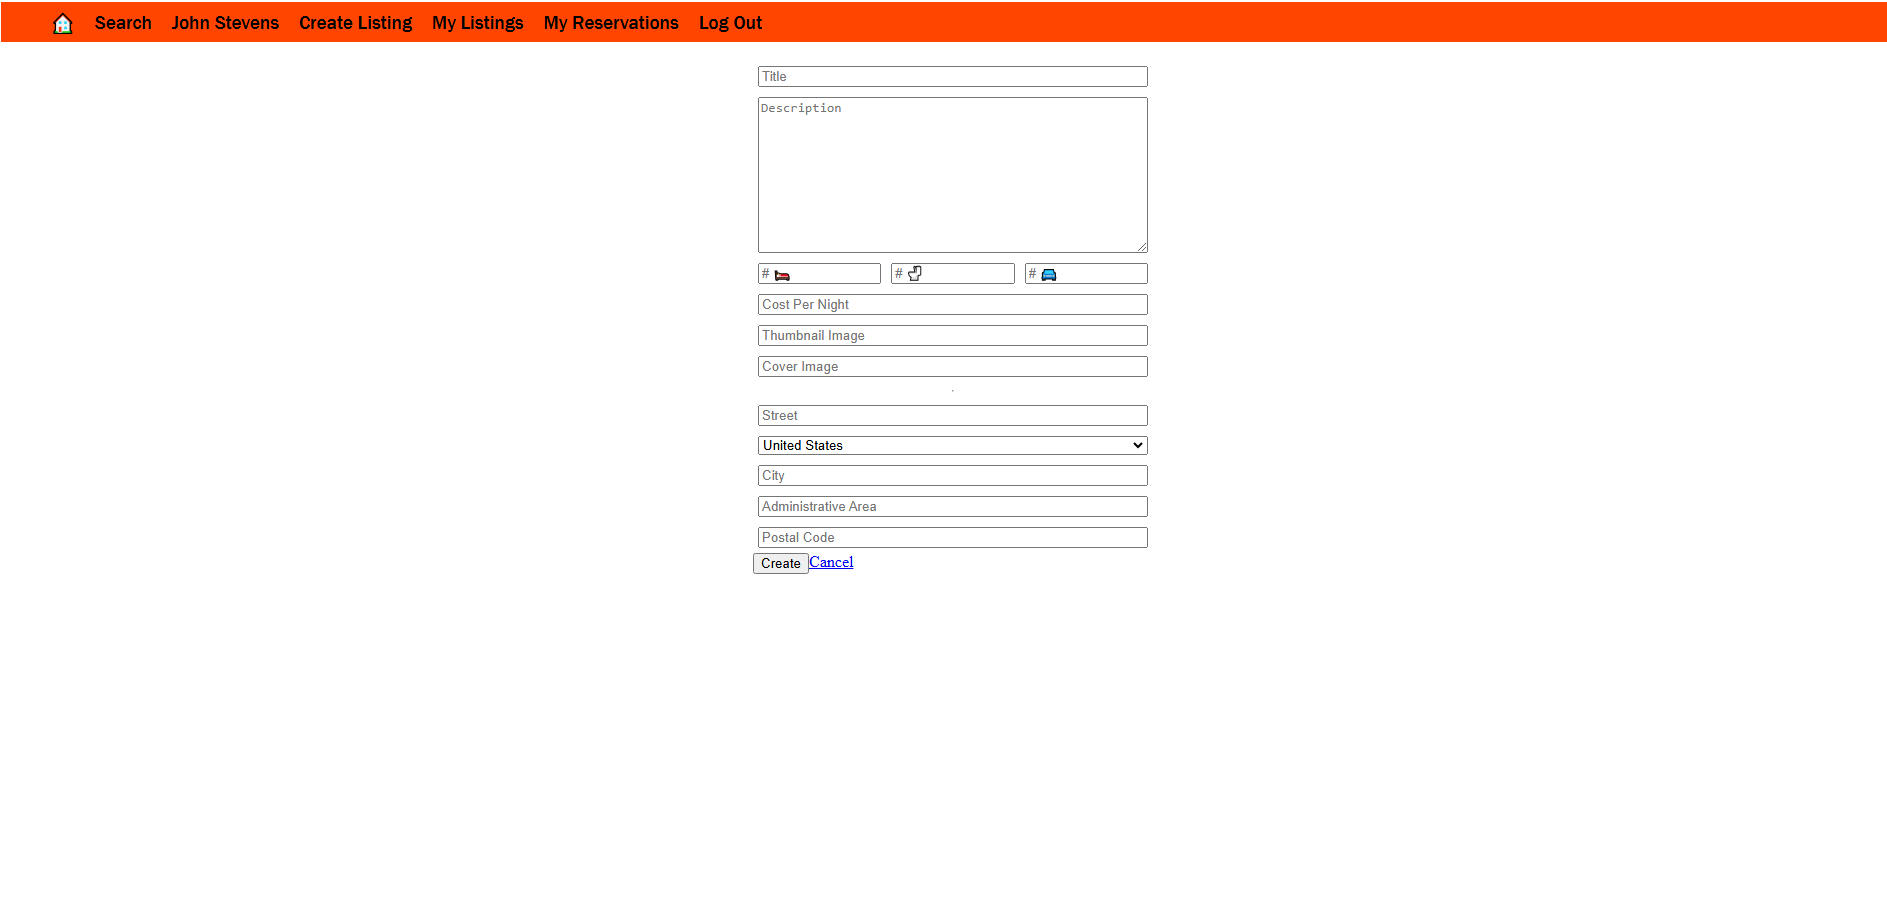 Search John Stevens Create Listing My Listings My Reservations Log Out
Title
Description
# # #
Cost Per Night
Thumbnail Image
Cover Image
Street
United States
City
Administrative Area
Postal Code
Create Cancel